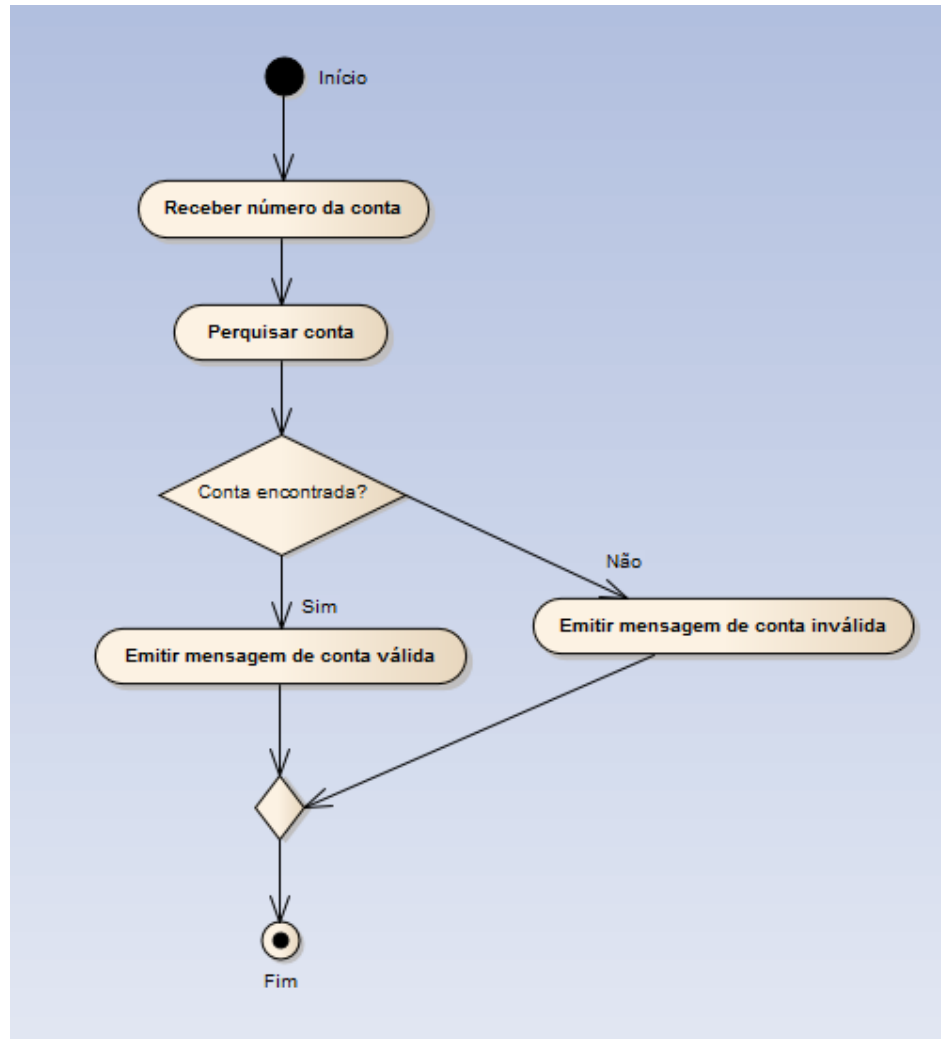 Início
Receber número da conta
Perquisar conta
Conta encontrada?
Não
Sim
Emitir mensagem de conta inválida
Emitir mensagem de conta válida
Fim